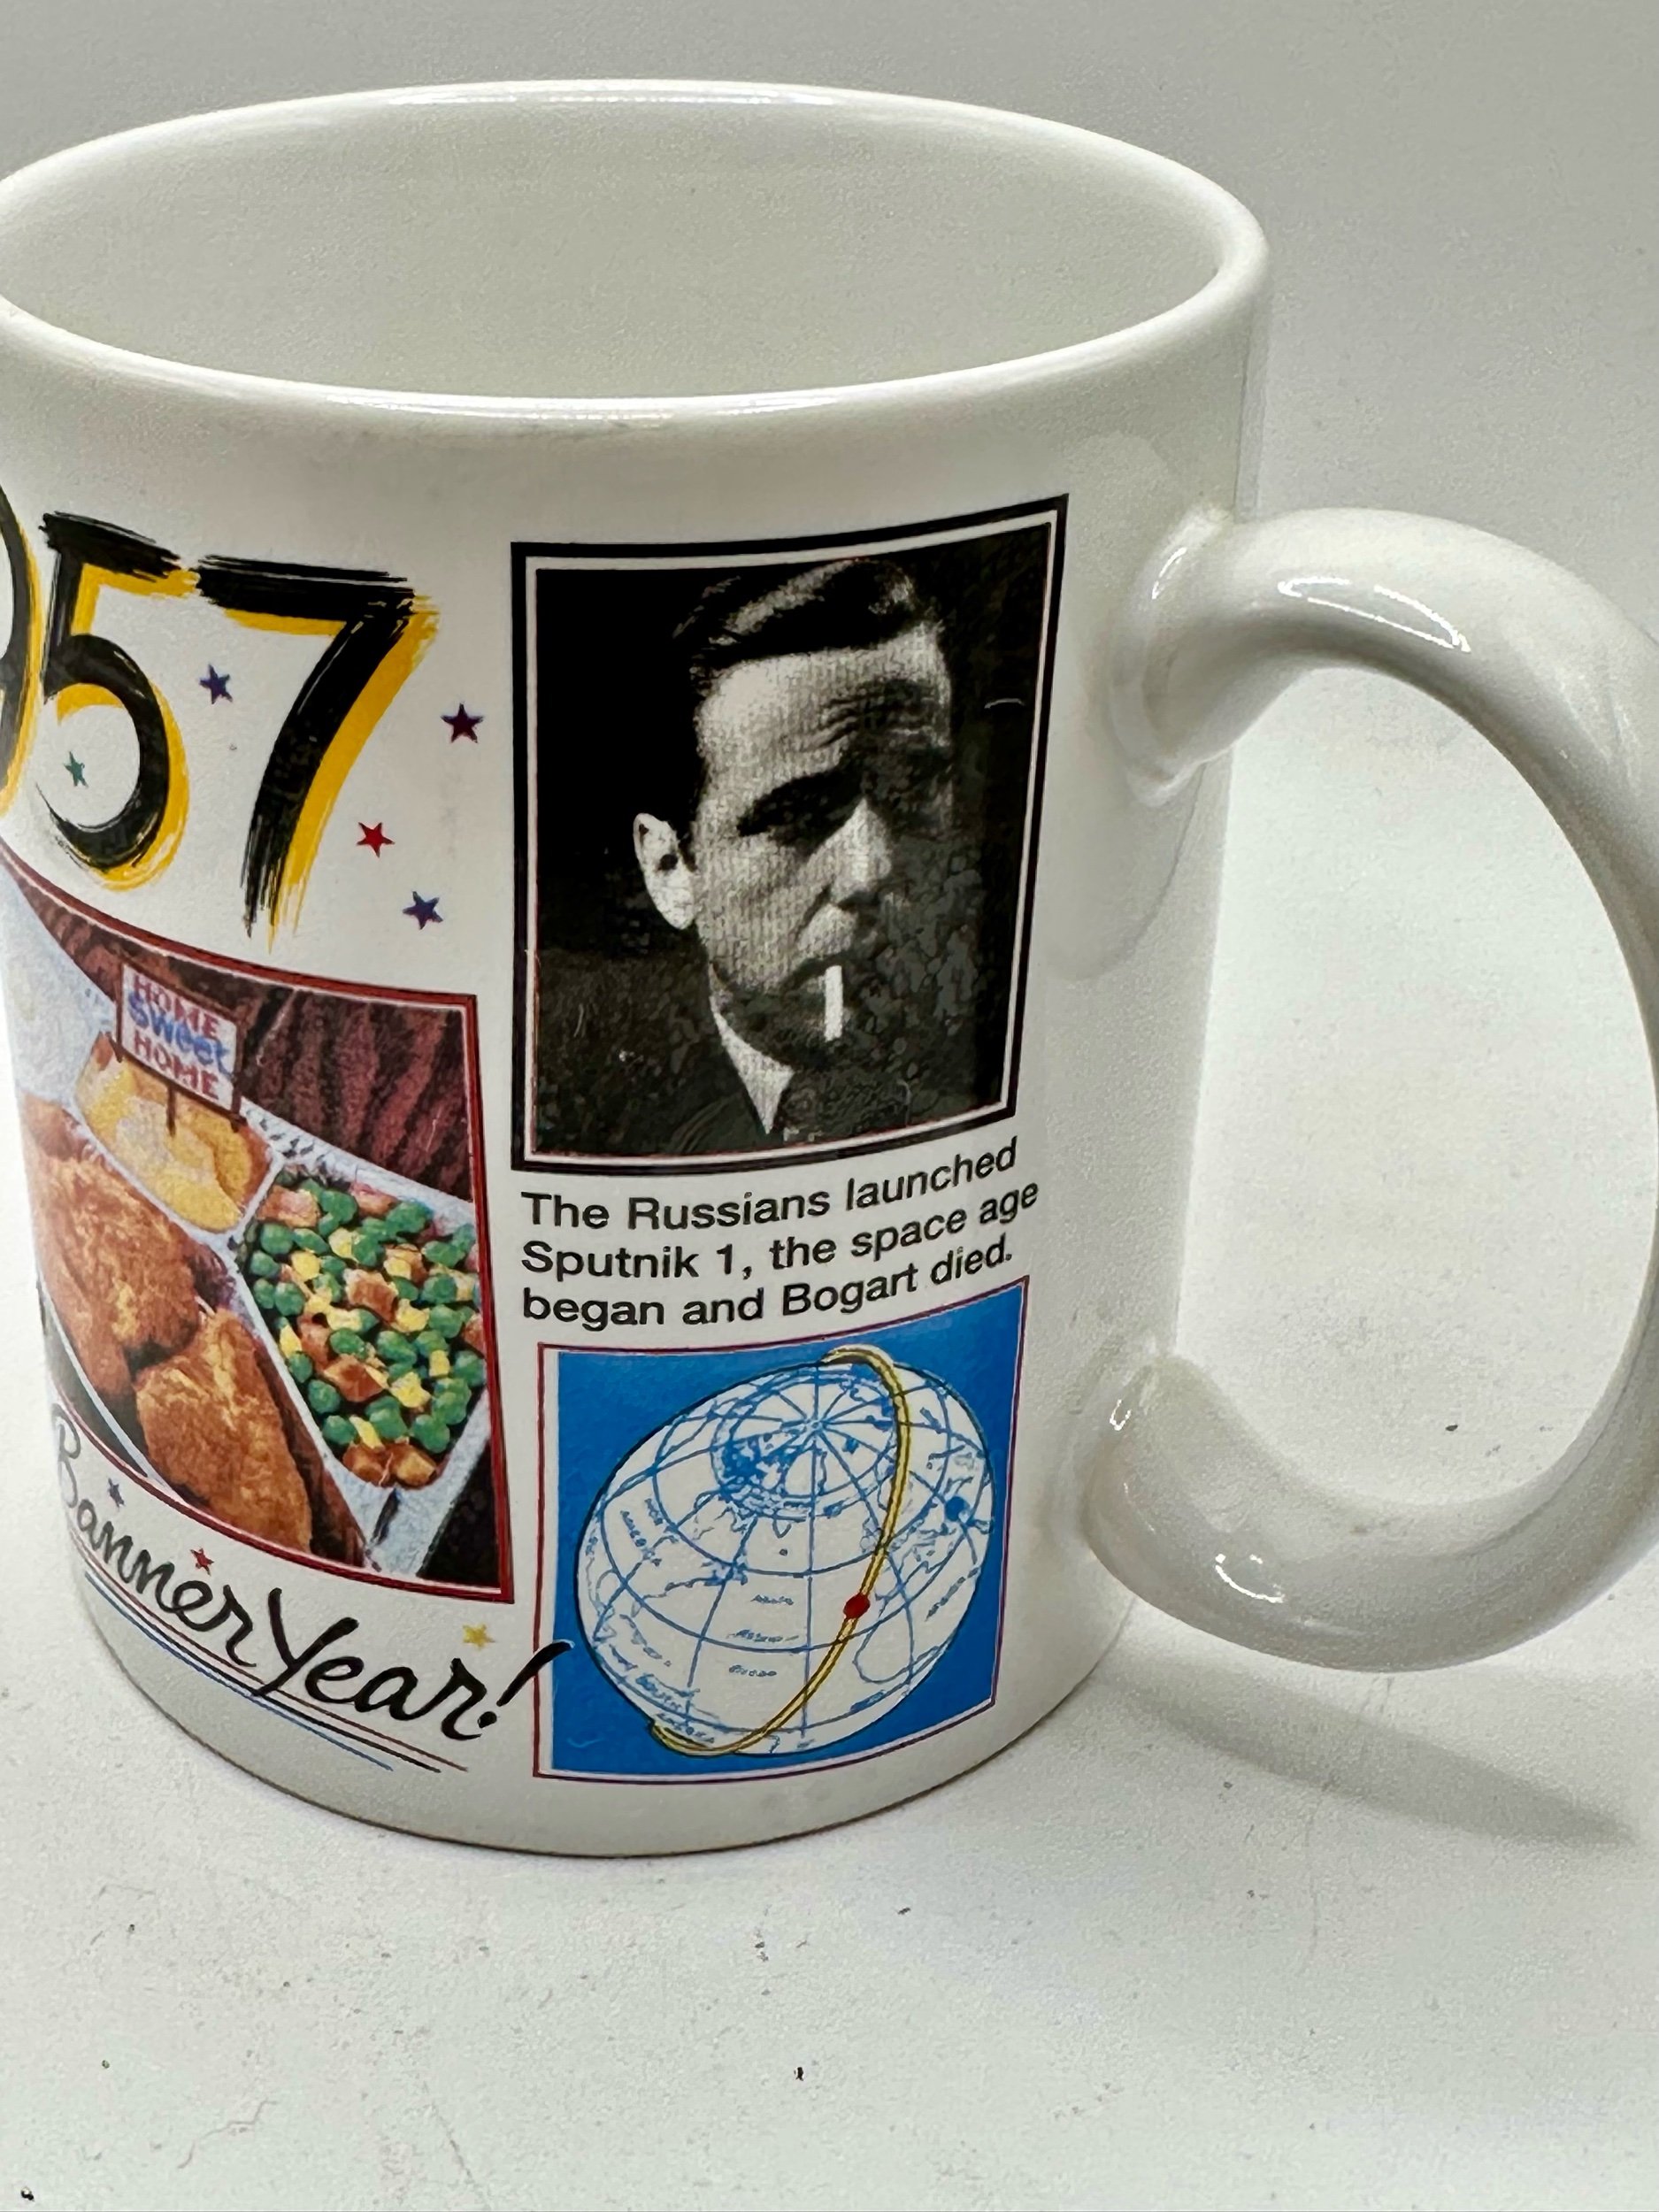 957
HOME
sweet
HOME
Banner Year!
The Russians launched
Sputnik 1, the space age
began and Bogart died.